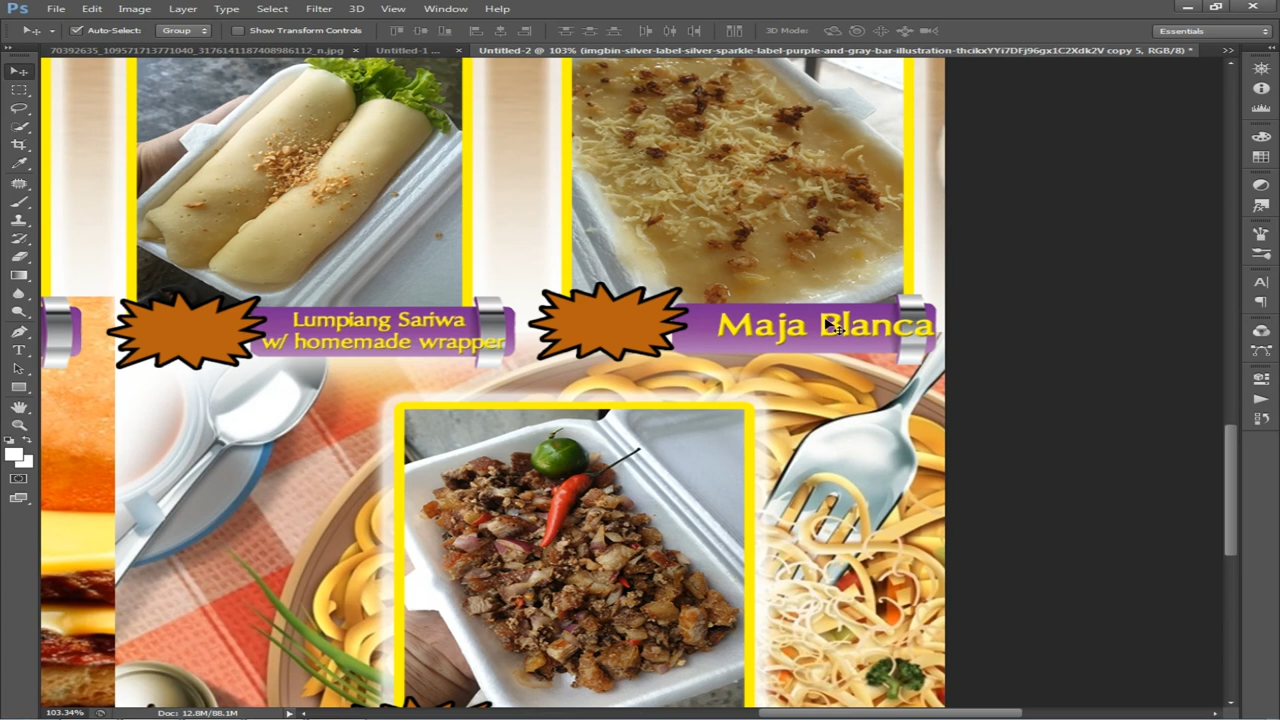 Ps File Edit Image Layer Type Select Filter 3D View Window Help
Auto-Select: Group Show Transform Controls 3D Mode: Essentials
70392635_109571713771040_3176141187408986112_n.jpg × Untitled-1 ... × Untitled-2 @ 103% (imgbin-silver-label-silver-sparkle-label-purple-and-gray-bar-illustration-thcikxYYi7DFj96gx1C2Xdk2V copy 5, RGB/8) * ×
Lumpiang Sariwa
w/ homemade wrapper
Maja Blanca
103.34% Doc: 12.8M/88.1M